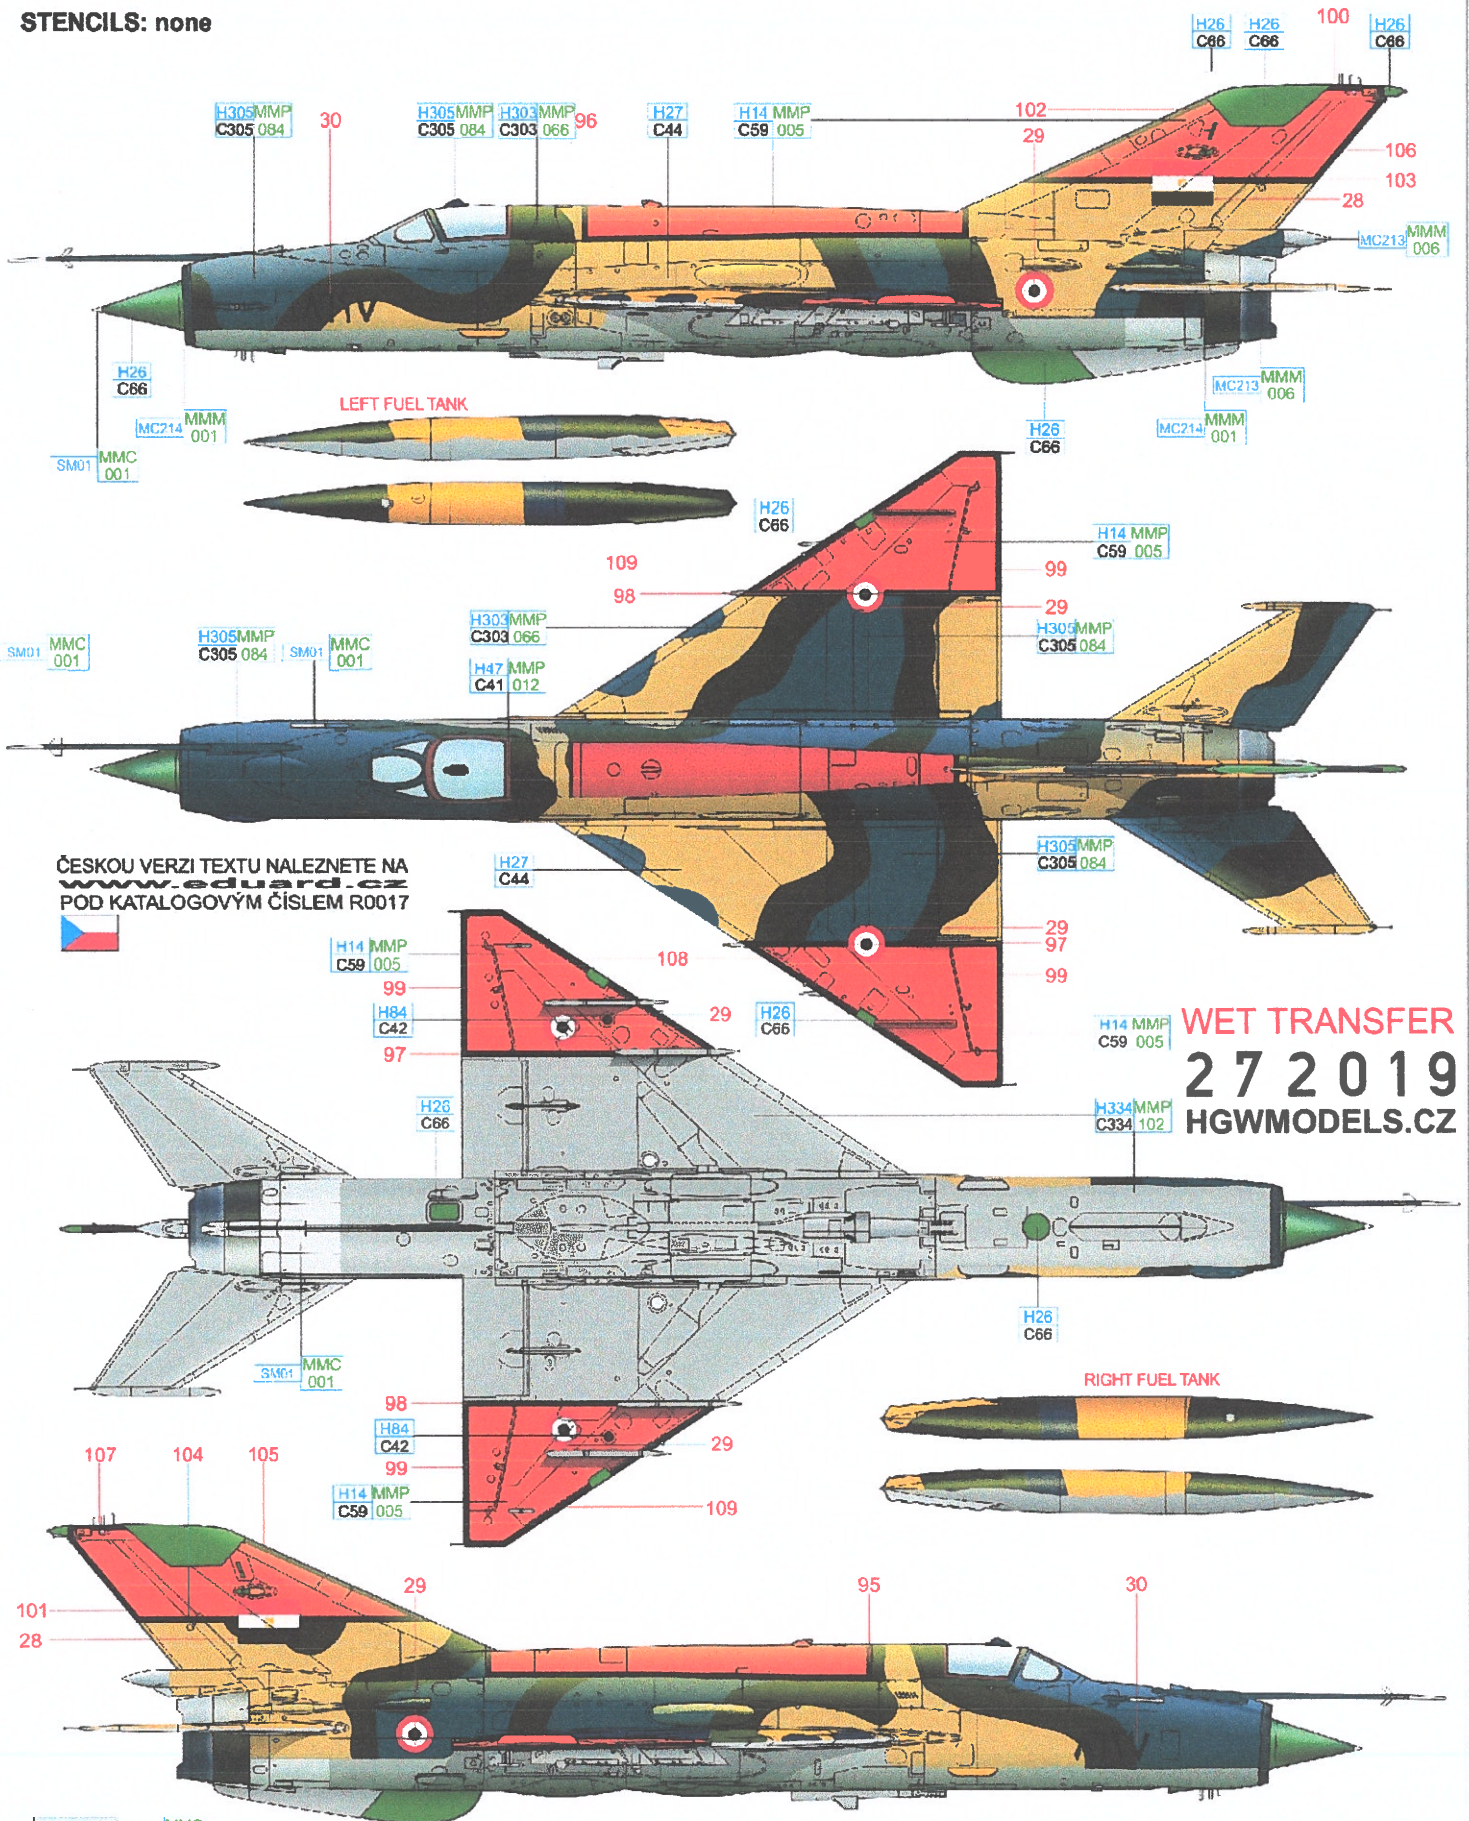 STENCILS: none
H26 C66
H26 C66
100
H26 C66
H305 MMP
C305 084
30
H305 MMP
C305 084
H303 MMP
C303 066
96
H27
C44
H14 MMP
C59 005
102
29
106
103
28
MC213 MMM 006
H26
C66
MC214 MMM 001
SM01 MMC 001
LEFT FUEL TANK
H26
C66
MC213 MMM 006
MC214 MMM 001
H26
C66
H14 MMP
C59 005
109
99
98
29
H303 MMP
C303 066
H305 MMP
C305 084
SM01 MMC 001
H305 MMP
C305 084
SM01 MMC 001
H47 MMP
C41 012
ČESKOU VERZI TEXTU NALEZNETE NA
www.eduard.cz
POD KATALOGOVÝM ČÍSLEM R0017
H27
C44
H305 MMP
C305 084
29
97
99
H14 MMP
C59 005
108
99
H84
C42
29
H26
C66
97
H14 MMP
C59 005
WET TRANSFER
272019
HGWMODELS.CZ
H26
C66
H334 MMP
C334 102
H26
C66
SM01 MMC 001
RIGHT FUEL TANK
98
H84
C42
29
99
H14 MMP
C59 005
109
107
104
105
29
95
30
101
28